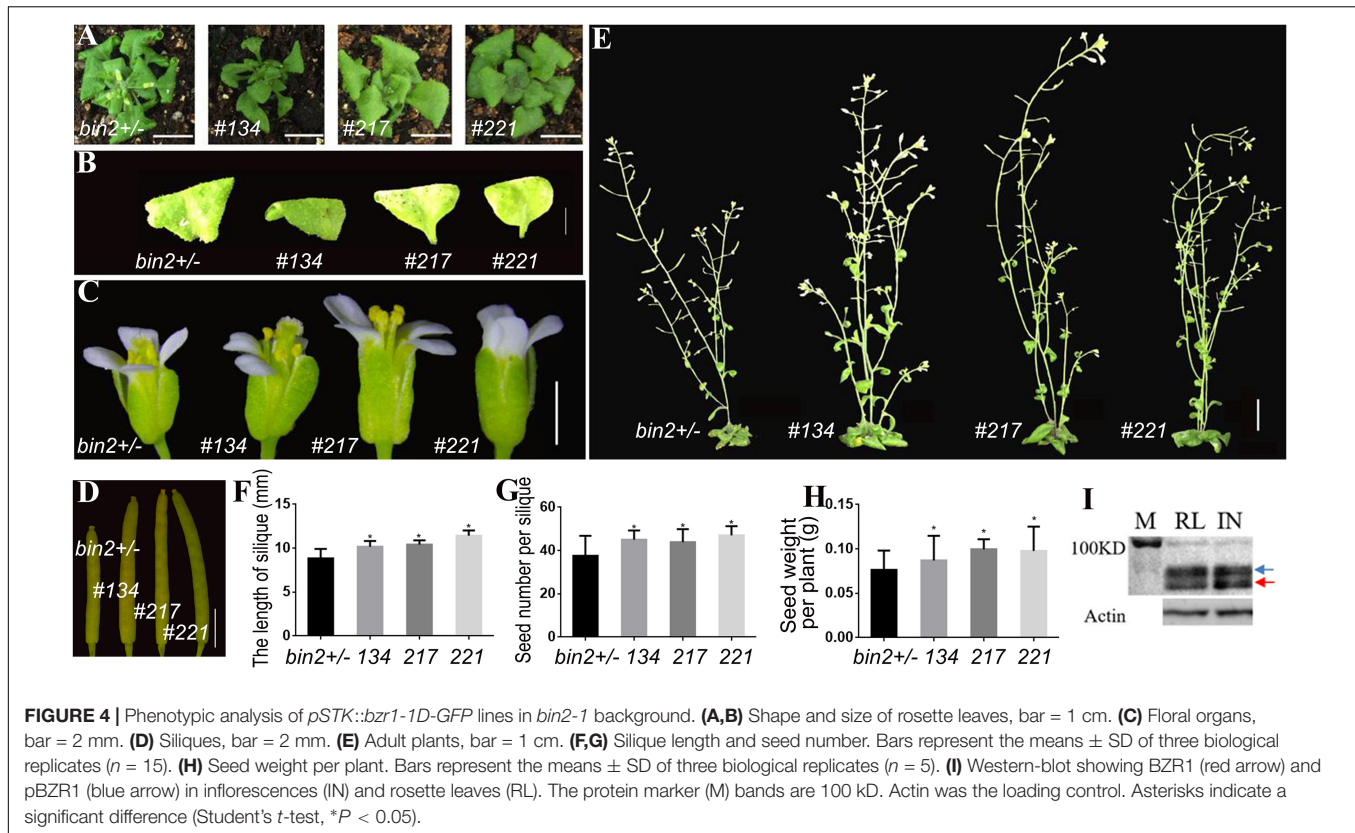 A
bin2+/- #134 #217 #221
B
bin2+/- #134 #217 #221
C
bin2+/- #134 #217 #221
E
bin2+/- #134 #217 #221
D
bin2+/-
#134
#217
#221
F
The length of silique (mm)
15
10
5
0
* * *
bin2+/- 134 217 221
G
Seed number per silique
60
40
20
0
* * *
bin2+/- 134 217 221
H
Seed weight
per plant (g)
0.15
0.10
0.05
0.00
* * *
bin2+/- 134 217 221
I
M RL IN
100KD
Actin
FIGURE 4 | Phenotypic analysis of pSTK::bzr1-1D-GFP lines in bin2-1 background. (A,B) Shape and size of rosette leaves, bar = 1 cm. (C) Floral organs,
bar = 2 mm. (D) Siliques, bar = 2 mm. (E) Adult plants, bar = 1 cm. (F,G) Silique length and seed number. Bars represent the means ± SD of three biological
replicates (n = 15). (H) Seed weight per plant. Bars represent the means ± SD of three biological replicates (n = 5). (I) Western-blot showing BZR1 (red arrow) and
pBZR1 (blue arrow) in inflorescences (IN) and rosette leaves (RL). The protein marker (M) bands are 100 kD. Actin was the loading control. Asterisks indicate a
significant difference (Student's t-test, *P < 0.05).